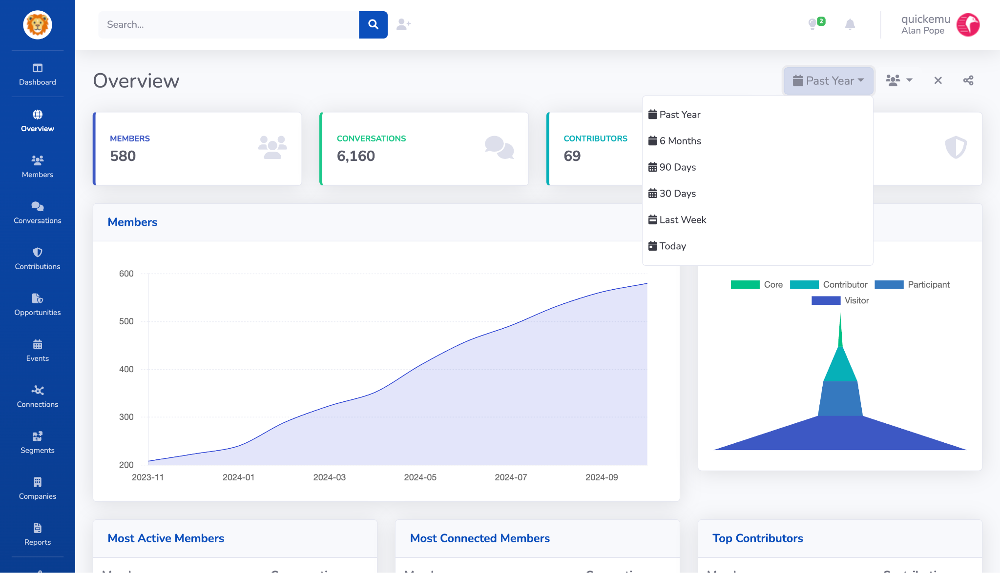 Search...
2
quickemu
Alan Pope
Dashboard
Overview
Members
Conversations
Contributions
Opportunities
Events
Connections
Segments
Companies
Reports
Overview
Past Year
Past Year
6 Months
90 Days
30 Days
Last Week
Today
MEMBERS
580
CONVERSATIONS
6,160
CONTRIBUTORS
69
Members
600
500
400
300
200
2023-11 2024-01 2024-03 2024-05 2024-07 2024-09
Core Contributor Participant
Visitor
Most Active Members
Most Connected Members
Top Contributors